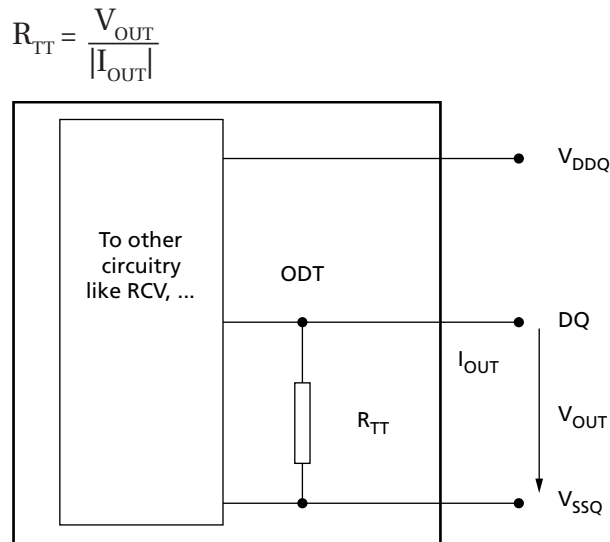 R_TT = V_OUT / |I_OUT|
V_DDQ
To other
circuitry
like RCV, ...
ODT
DQ
I_OUT
R_TT
V_OUT
V_SSQ